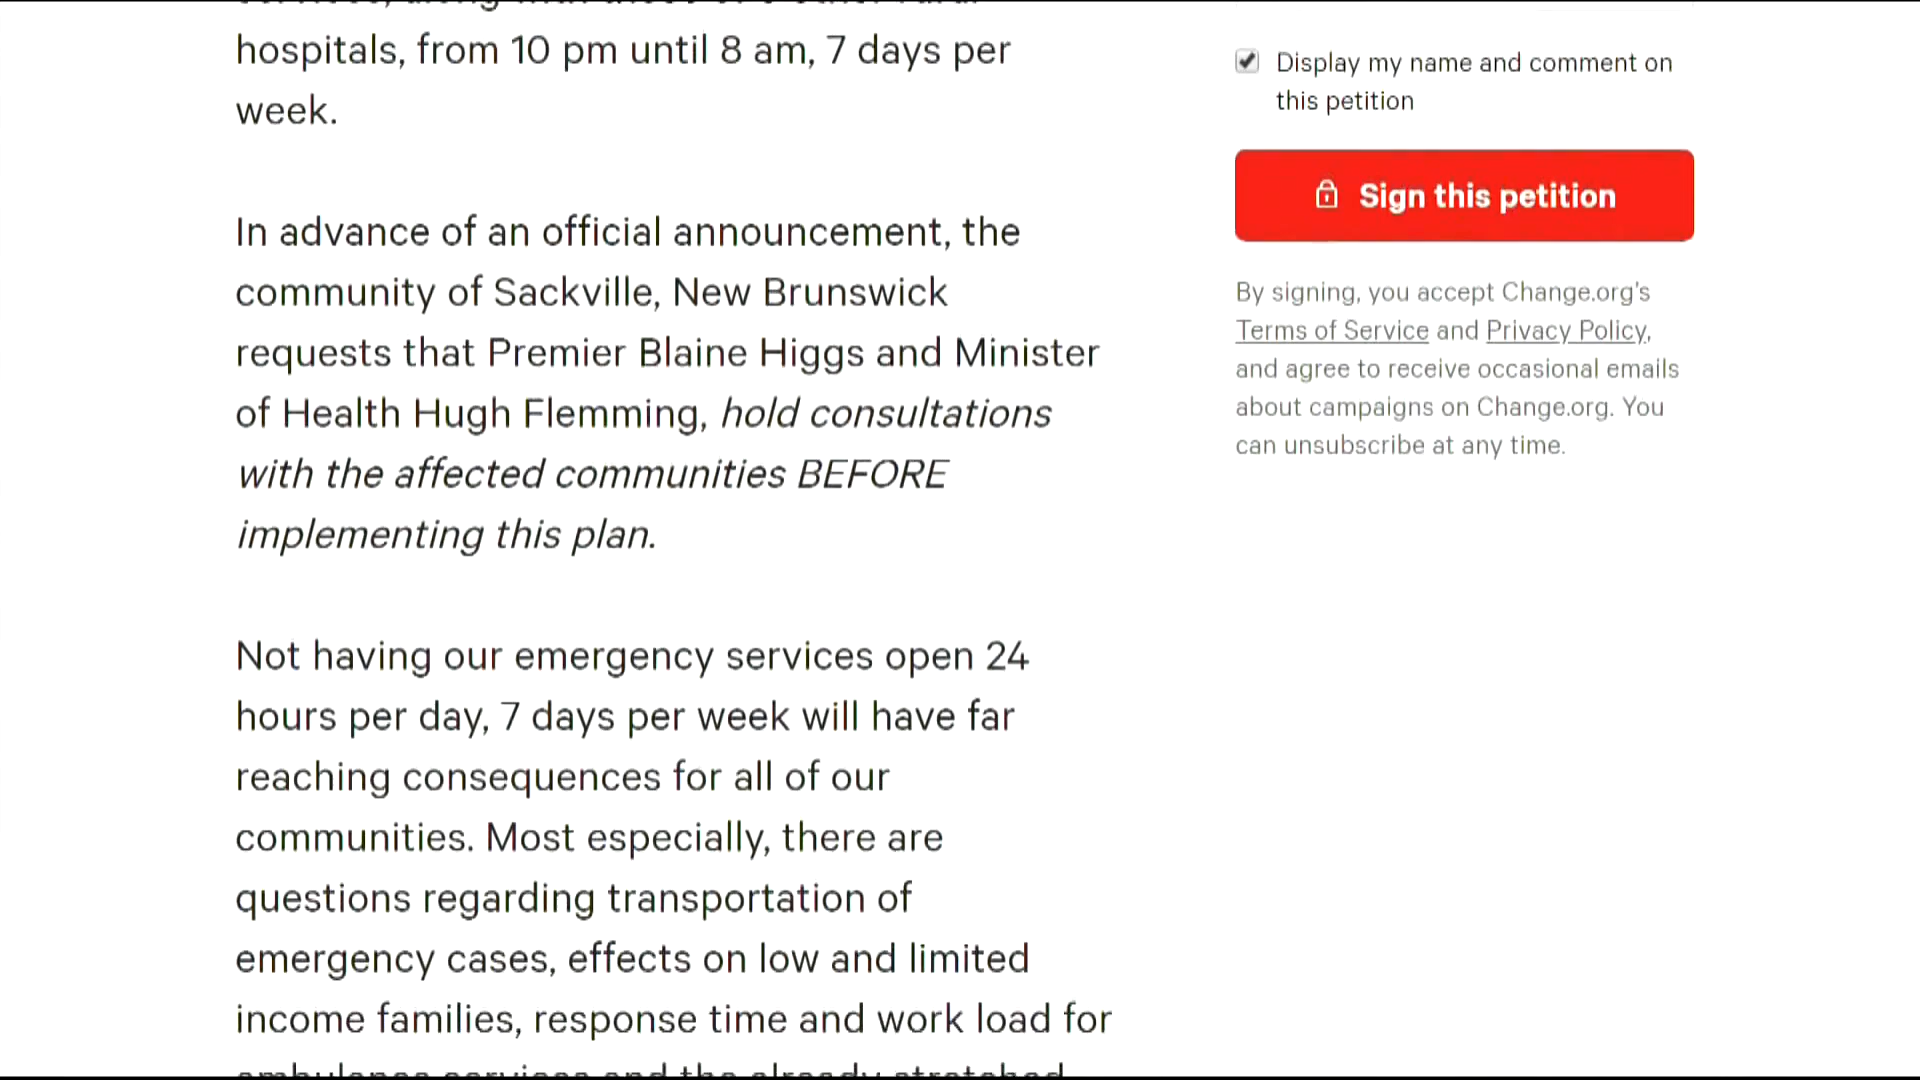 hospitals, from 10 pm until 8 am, 7 days per
week.
In advance of an official announcement, the
community of Sackville, New Brunswick
requests that Premier Blaine Higgs and Minister
of Health Hugh Flemming, hold consultations
with the affected communities BEFORE
implementing this plan.
Not having our emergency services open 24
hours per day, 7 days per week will have far
reaching consequences for all of our
communities. Most especially, there are
questions regarding transportation of
emergency cases, effects on low and limited
income families, response time and work load for
ambulance services and the already stretched
Display my name and comment on
this petition
Sign this petition
By signing, you accept Change.org's
Terms of Service and Privacy Policy,
and agree to receive occasional emails
about campaigns on Change.org. You
can unsubscribe at any time.